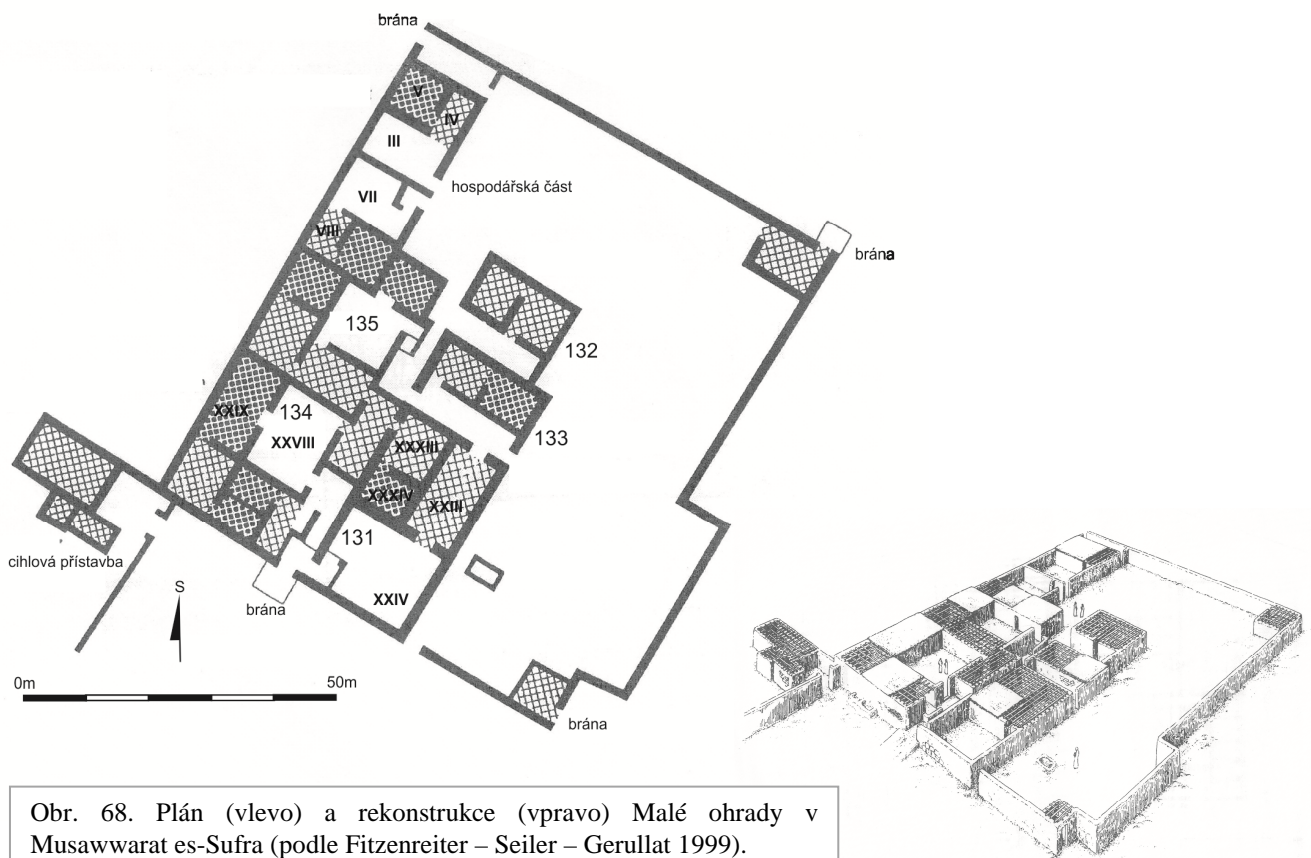 brána
V
IV
III
hospodářská část
VII
VIII
brána
135
132
XXIX
134
XXVIII
XXXIII
133
XXXIV
XXIII
131
cihlová přístavba
S
brána
XXIV
0m 50m
brána
Obr. 68. Plán (vlevo) a rekonstrukce (vpravo) Malé ohrady v
Musawwarat es-Sufra (podle Fitzenreiter – Seiler – Gerullat 1999).